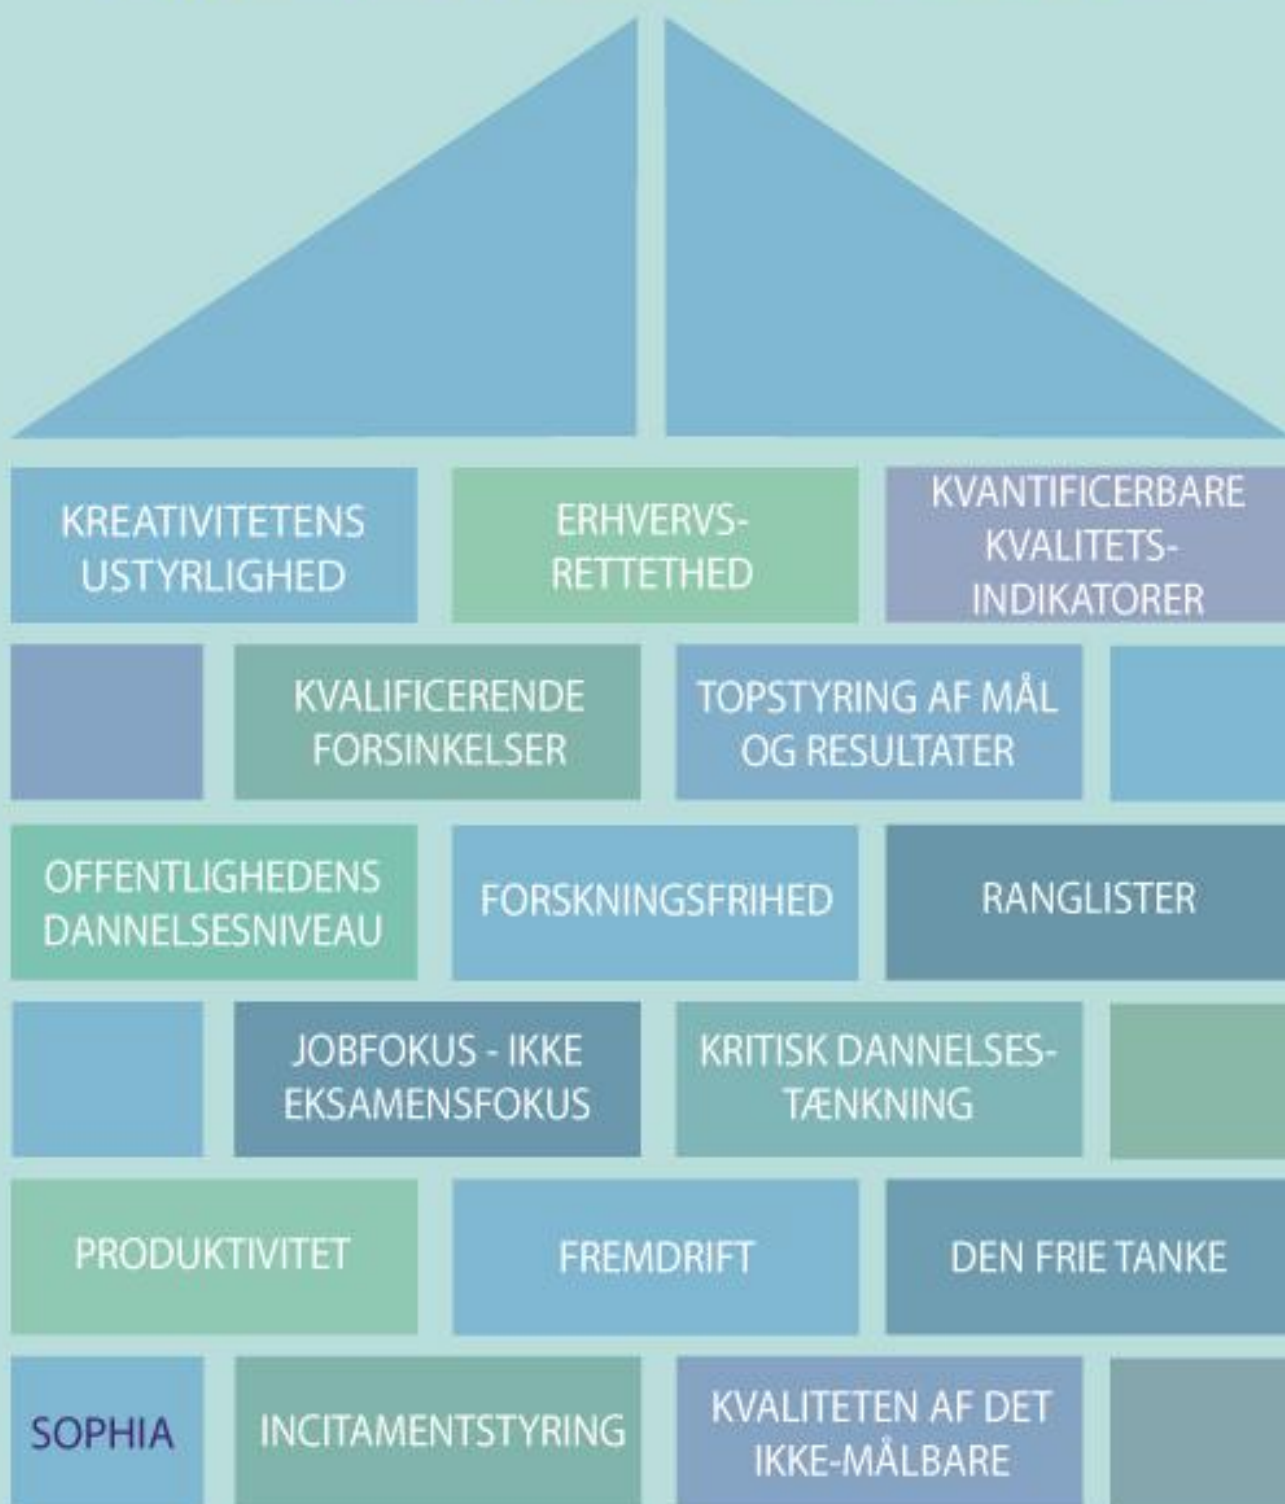 KREATIVITETENS
USTYRLIGHED
ERHVERVS-
RETTETHED
KVANTIFICERBARE
KVALITETS-
INDIKATORER
KVALIFICERENDE
FORSINKELSER
TOPSTYRING AF MÅL
OG RESULTATER
OFFENTLIGHEDENS
DANNELSESNIVEAU
FORSKNINGSFRIHED
RANGLISTER
JOBFOKUS - IKKE
EKSAMENSFOKUS
KRITISK DANNELSES-
TÆNKNING
PRODUKTIVITET
FREMDRIFT
DEN FRIE TANKE
SOPHIA
INCITAMENTSTYRING
KVALITETEN AF DET
IKKE-MÅLBARE